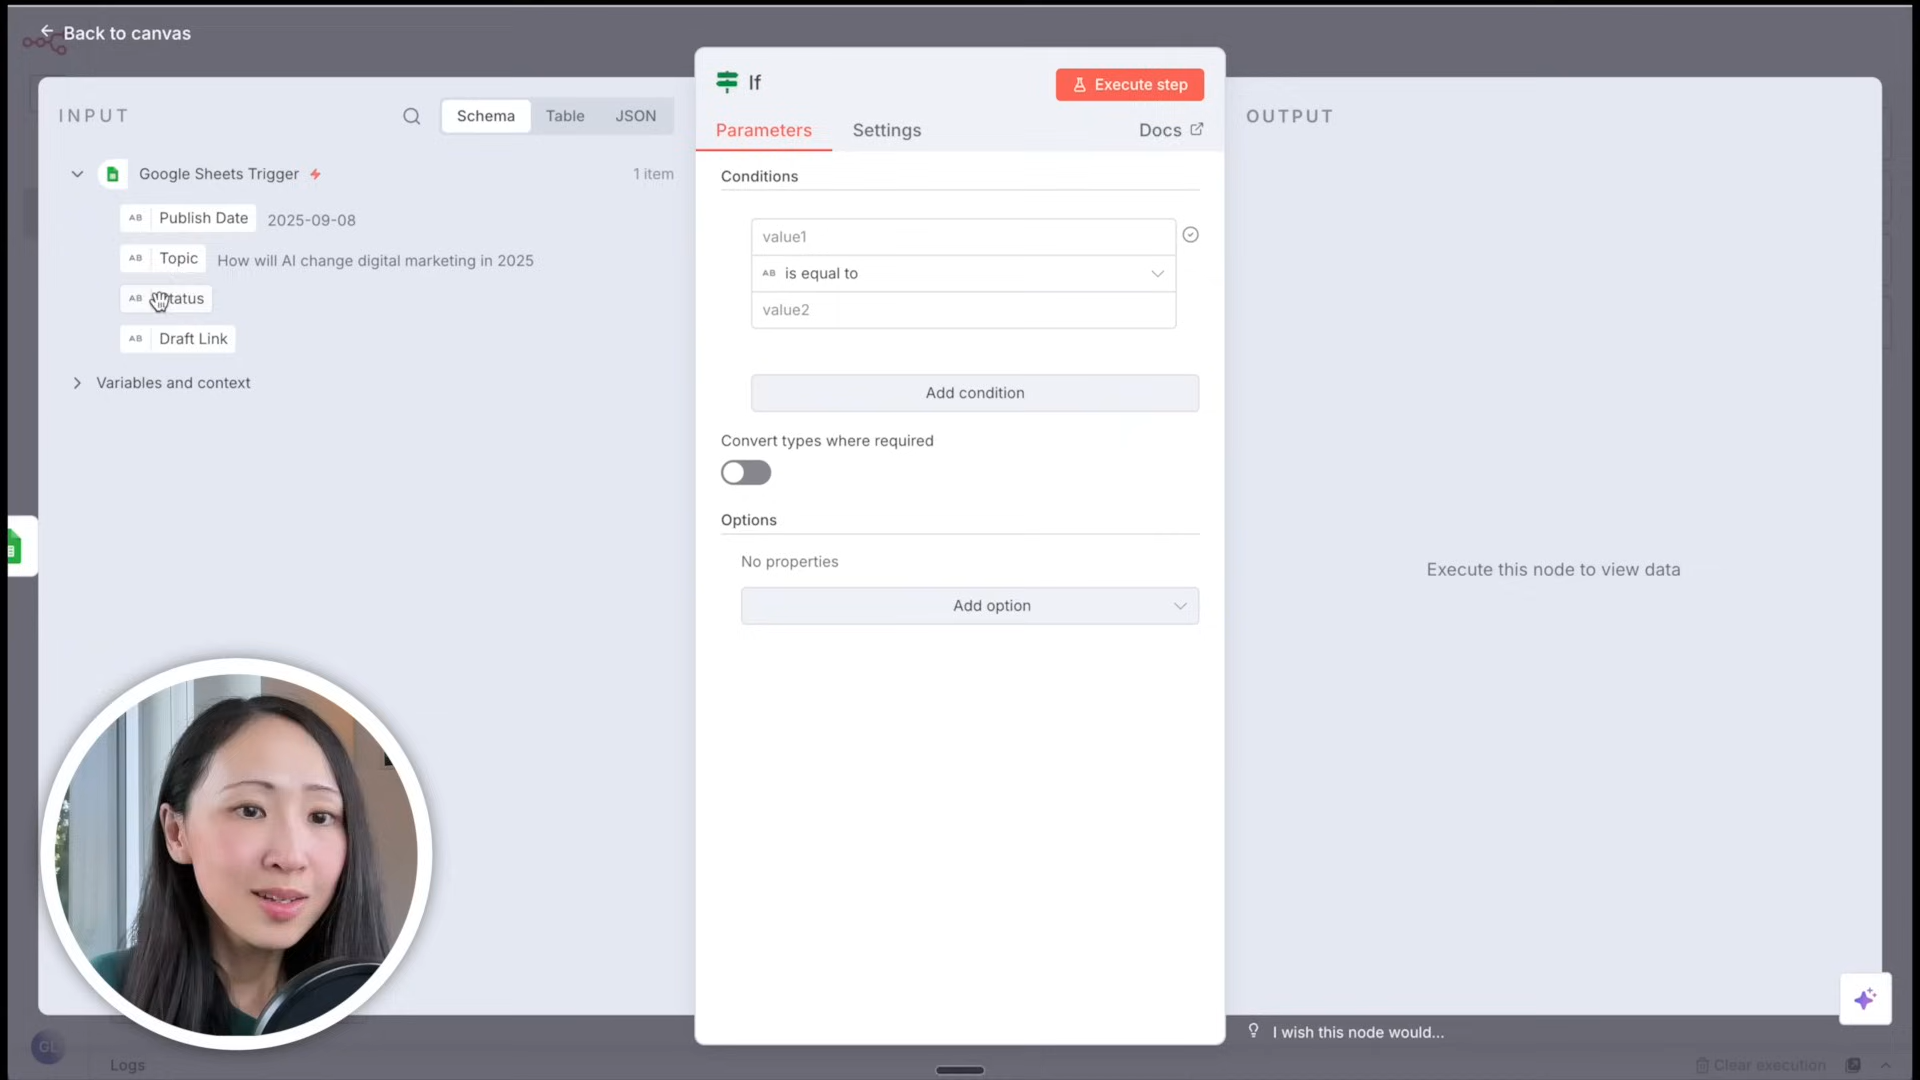 Back to canvas
INPUT
Schema
Table
JSON
Google Sheets Trigger
1 item
AB Publish Date 2025-09-08
AB Topic How will AI change digital marketing in 2025
AB tatus
AB Draft Link
Variables and context
If
Execute step
Parameters
Settings
Docs
Conditions
value1
AB is equal to
value2
Add condition
Convert types where required
Options
No properties
Add option
OUTPUT
Execute this node to view data
I wish this node would...
GL
Logs
Clear execution